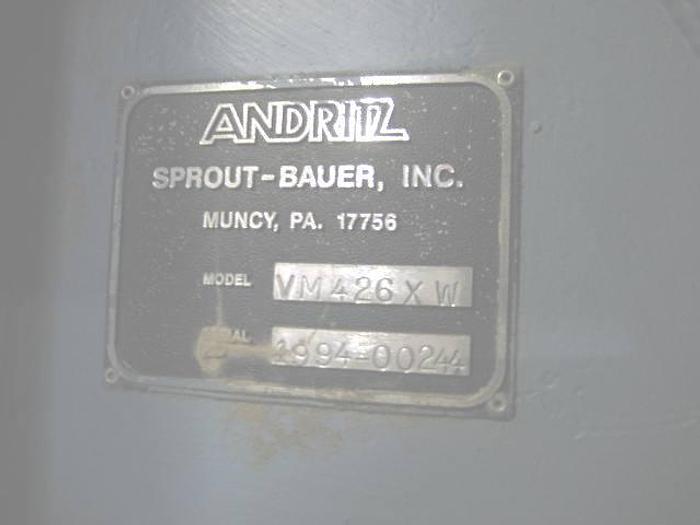 ANDRITZ
SPROUT-BAUER, INC.
MUNCY, PA. 17756
MODEL VM426XW
1994-00244